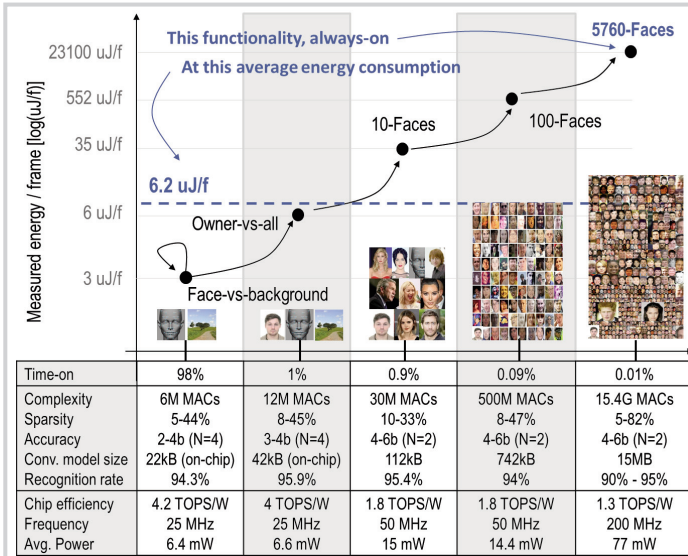 5760-Faces
This functionality, always-on
23100 uJ/f
At this average energy consumption
552 uJ/f
10-Faces
100-Faces
35 uJ/f
6.2 uJ/f
6 uJ/f
Owner-vs-all
3 uJ/f
Face-vs-background
Measured energy / frame [log(uJ/f)]
Time-on 98% 1% 0.9% 0.09% 0.01%
Complexity 6M MACs 12M MACs 30M MACs 500M MACs 15.4G MACs
Sparsity 5-44% 8-45% 10-33% 8-47% 5-82%
Accuracy 2-4b (N=4) 3-4b (N=4) 4-6b (N=2) 4-6b (N=2) 4-6b (N=2)
Conv. model size 22kB (on-chip) 42kB (on-chip) 112kB 742kB 15MB
Recognition rate 94.3% 95.9% 95.4% 94% 90% - 95%
Chip efficiency 4.2 TOPS/W 4 TOPS/W 1.8 TOPS/W 1.8 TOPS/W 1.3 TOPS/W
Frequency 25 MHz 25 MHz 50 MHz 50 MHz 200 MHz
Avg. Power 6.4 mW 6.6 mW 15 mW 14.4 mW 77 mW